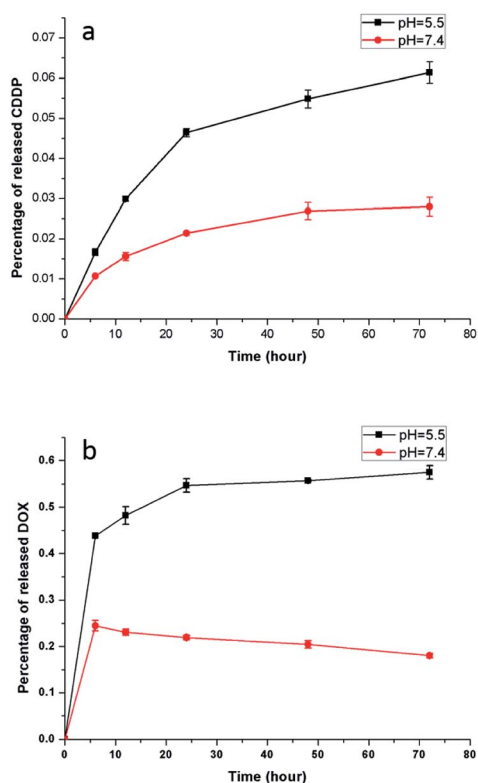 a
pH=5.5
pH=7.4
Percentage of released CDDP
0.07
0.06
0.05
0.04
0.03
0.02
0.01
0.00
0 10 20 30 40 50 60 70 80
Time (hour)
b
pH=5.5
pH=7.4
Percentage of released DOX
0.6
0.5
0.4
0.3
0.2
0.1
0.0
0 10 20 30 40 50 60 70 80
Time (hour)